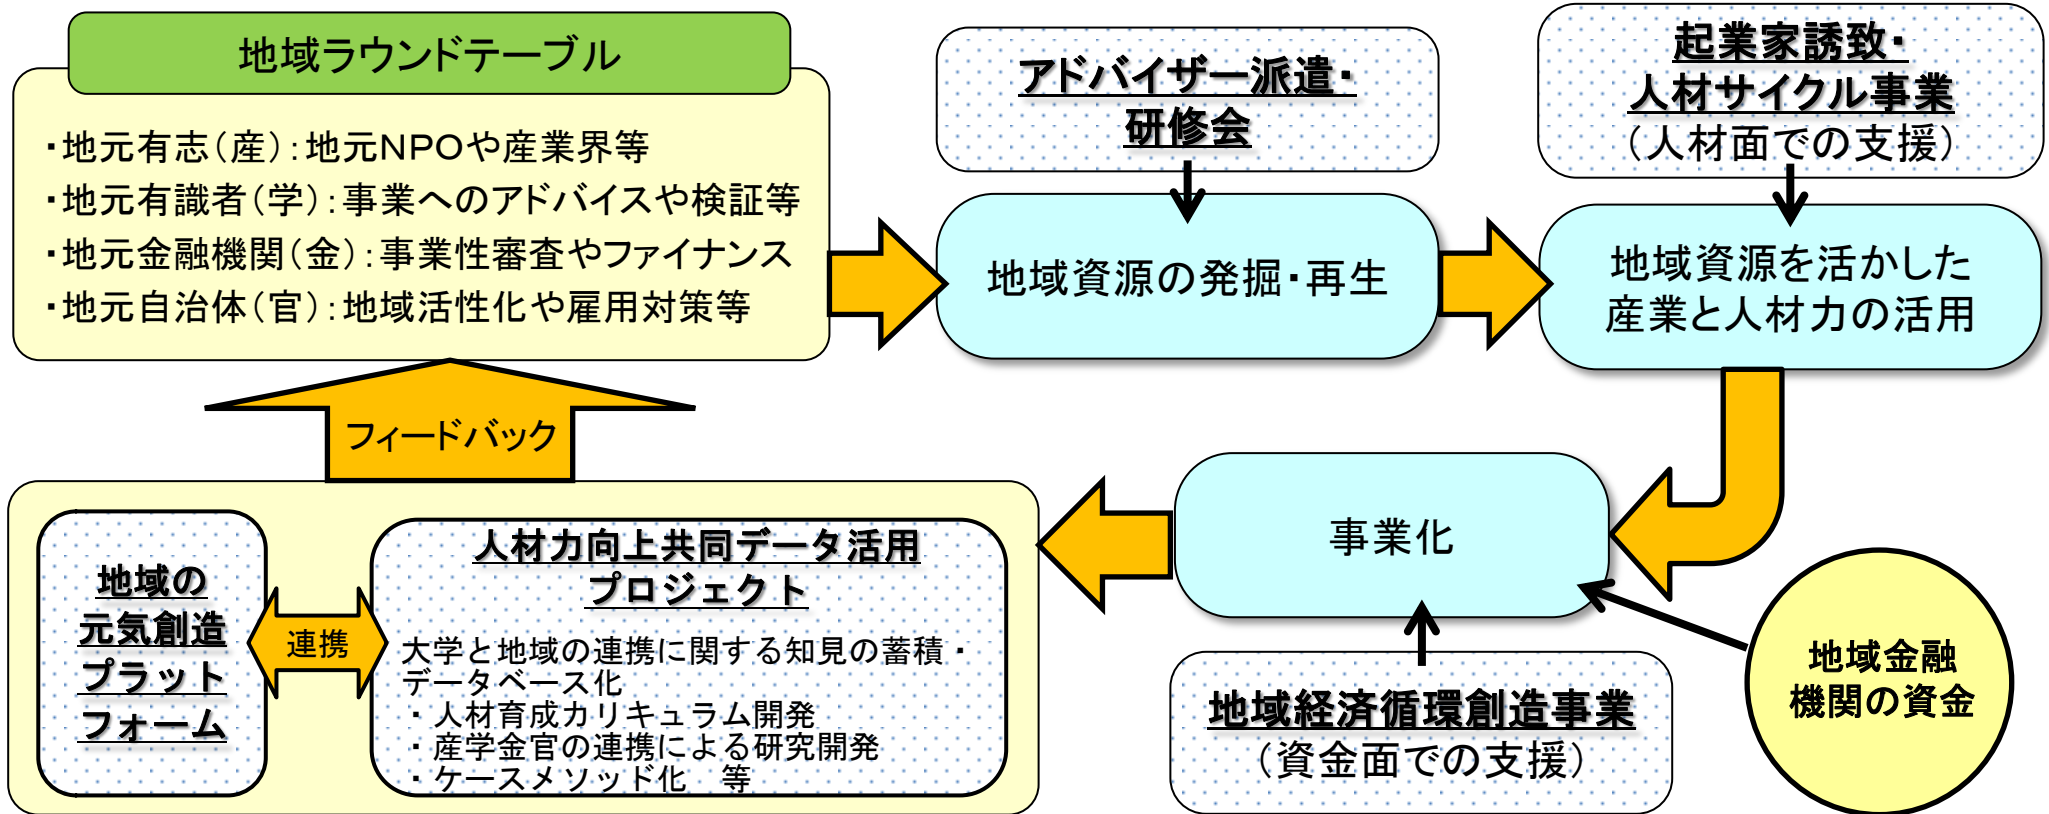 地域ラウンドテーブル
・地元有志(産):地元NPOや産業界等
・地元有識者(学):事業へのアドバイスや検証等
・地元金融機関(金):事業性審査やファイナンス
・地元自治体(官):地域活性化や雇用対策等
アドバイザー派遣・
研修会
地域資源の発掘・再生
起業家誘致・
人材サイクル事業
(人材面での支援)
地域資源を活かした
産業と人材力の活用
事業化
地域経済循環創造事業
(資金面での支援)
地域金融
機関の資金
フィードバック
地域の
元気創造
プラット
フォーム
連携
人材力向上共同データ活用
プロジェクト
大学と地域の連携に関する知見の蓄積・
データベース化
・人材育成カリキュラム開発
・産学金官の連携による研究開発
・ケースメソッド化 等